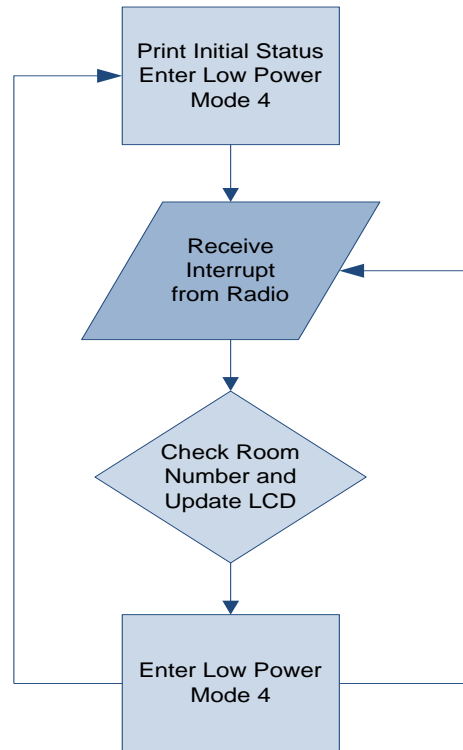 Print Initial Status
Enter Low Power
Mode 4
Receive
Interrupt
from Radio
Check Room
Number and
Update LCD
Enter Low Power
Mode 4